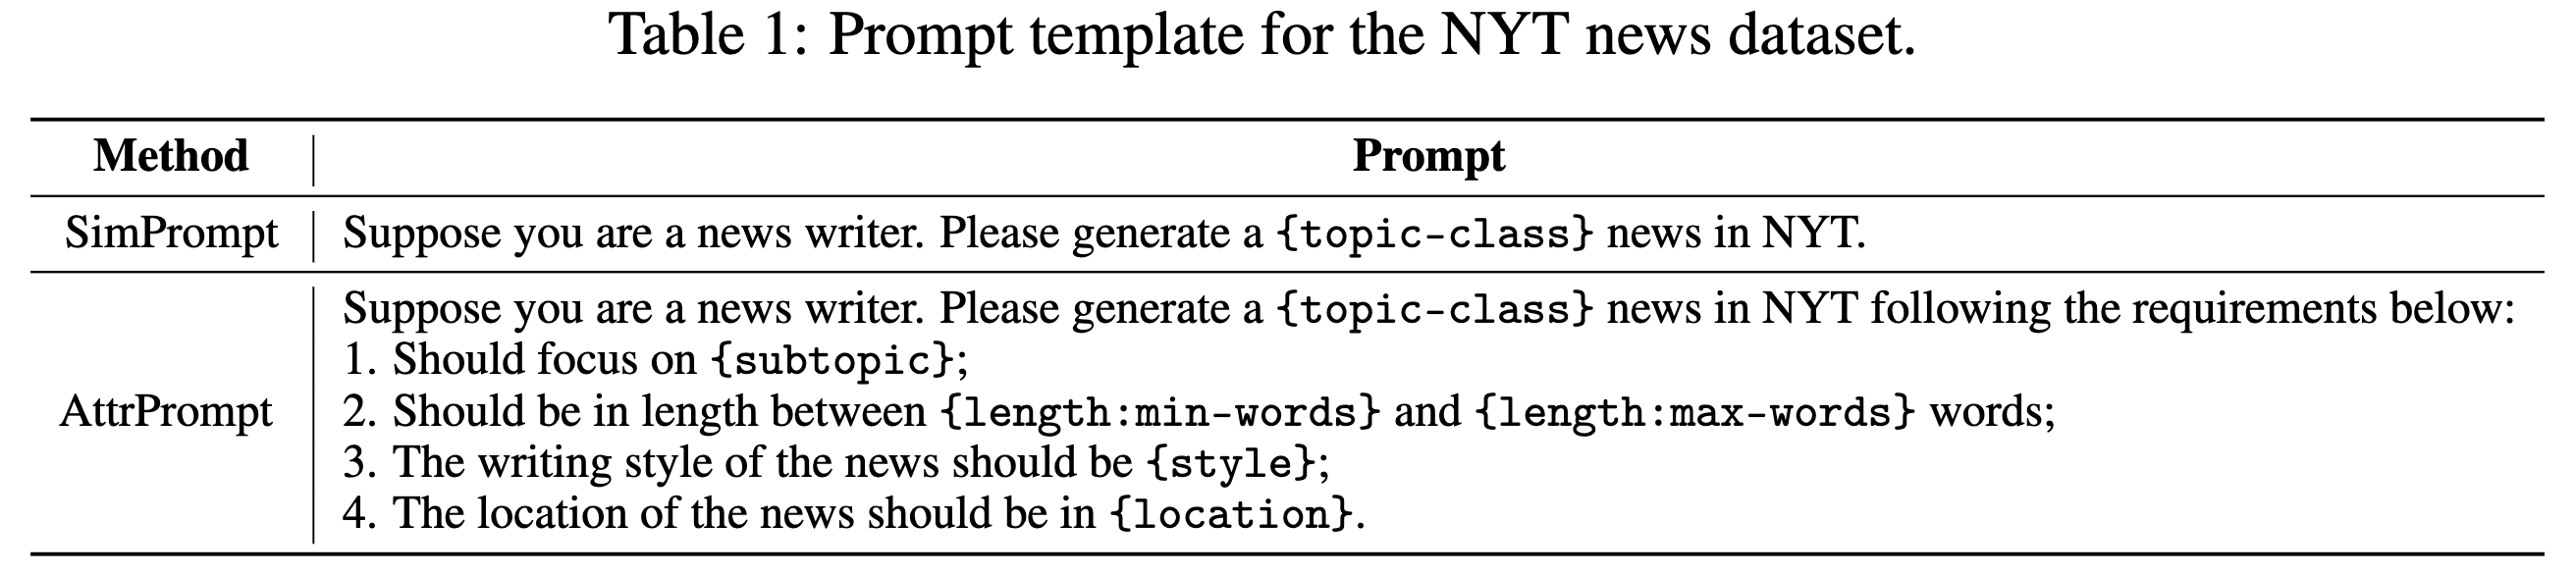 Table 1: Prompt template for the NYT news dataset.
Method Prompt
SimPrompt Suppose you are a news writer. Please generate a {topic-class} news in NYT.
Suppose you are a news writer. Please generate a {topic-class} news in NYT following the requirements below:
1. Should focus on {subtopic};
AttrPrompt 2. Should be in length between {length:min-words} and {length:max-words} words;
3. The writing style of the news should be {style};
4. The location of the news should be in {location}.